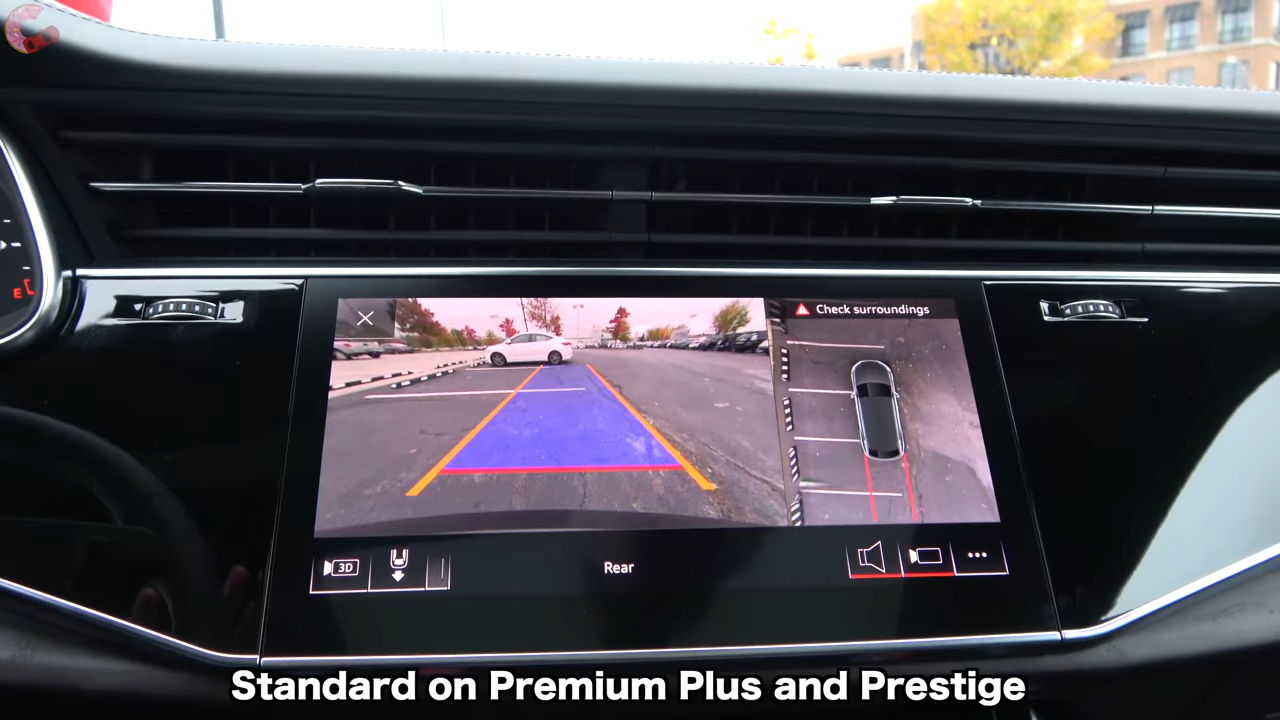 Check surroundings
E
3D
Rear
Standard on Premium Plus and Prestige